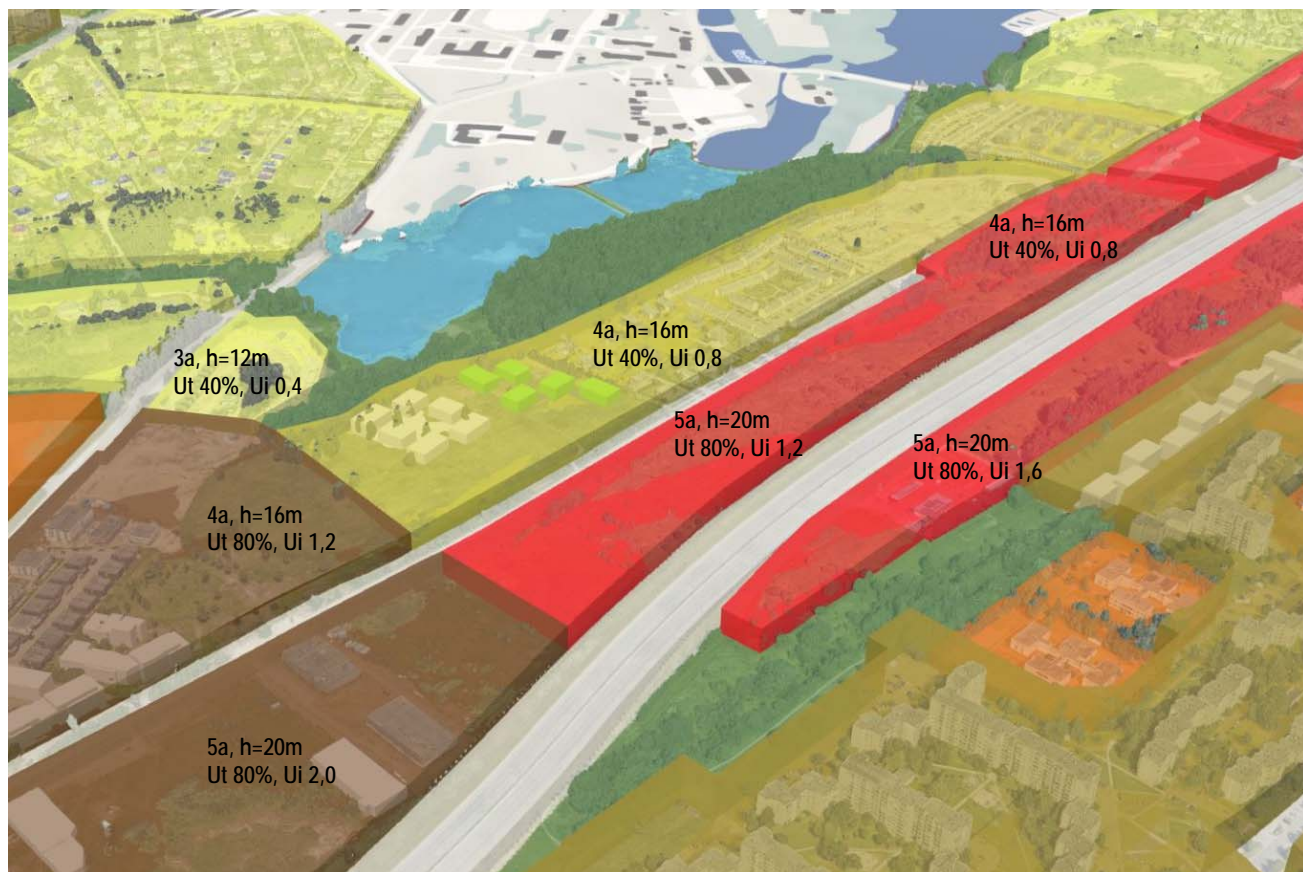 4a, h=16m
Ut 40%, Ui 0,8
4a, h=16m
Ut 40%, Ui 0,8
3a, h=12m
Ut 40%, Ui 0,4
5a, h=20m
Ut 80%, Ui 1,2
5a, h=20m
Ut 80%, Ui 1,6
4a, h=16m
Ut 80%, Ui 1,2
5a, h=20m
Ut 80%, Ui 2,0